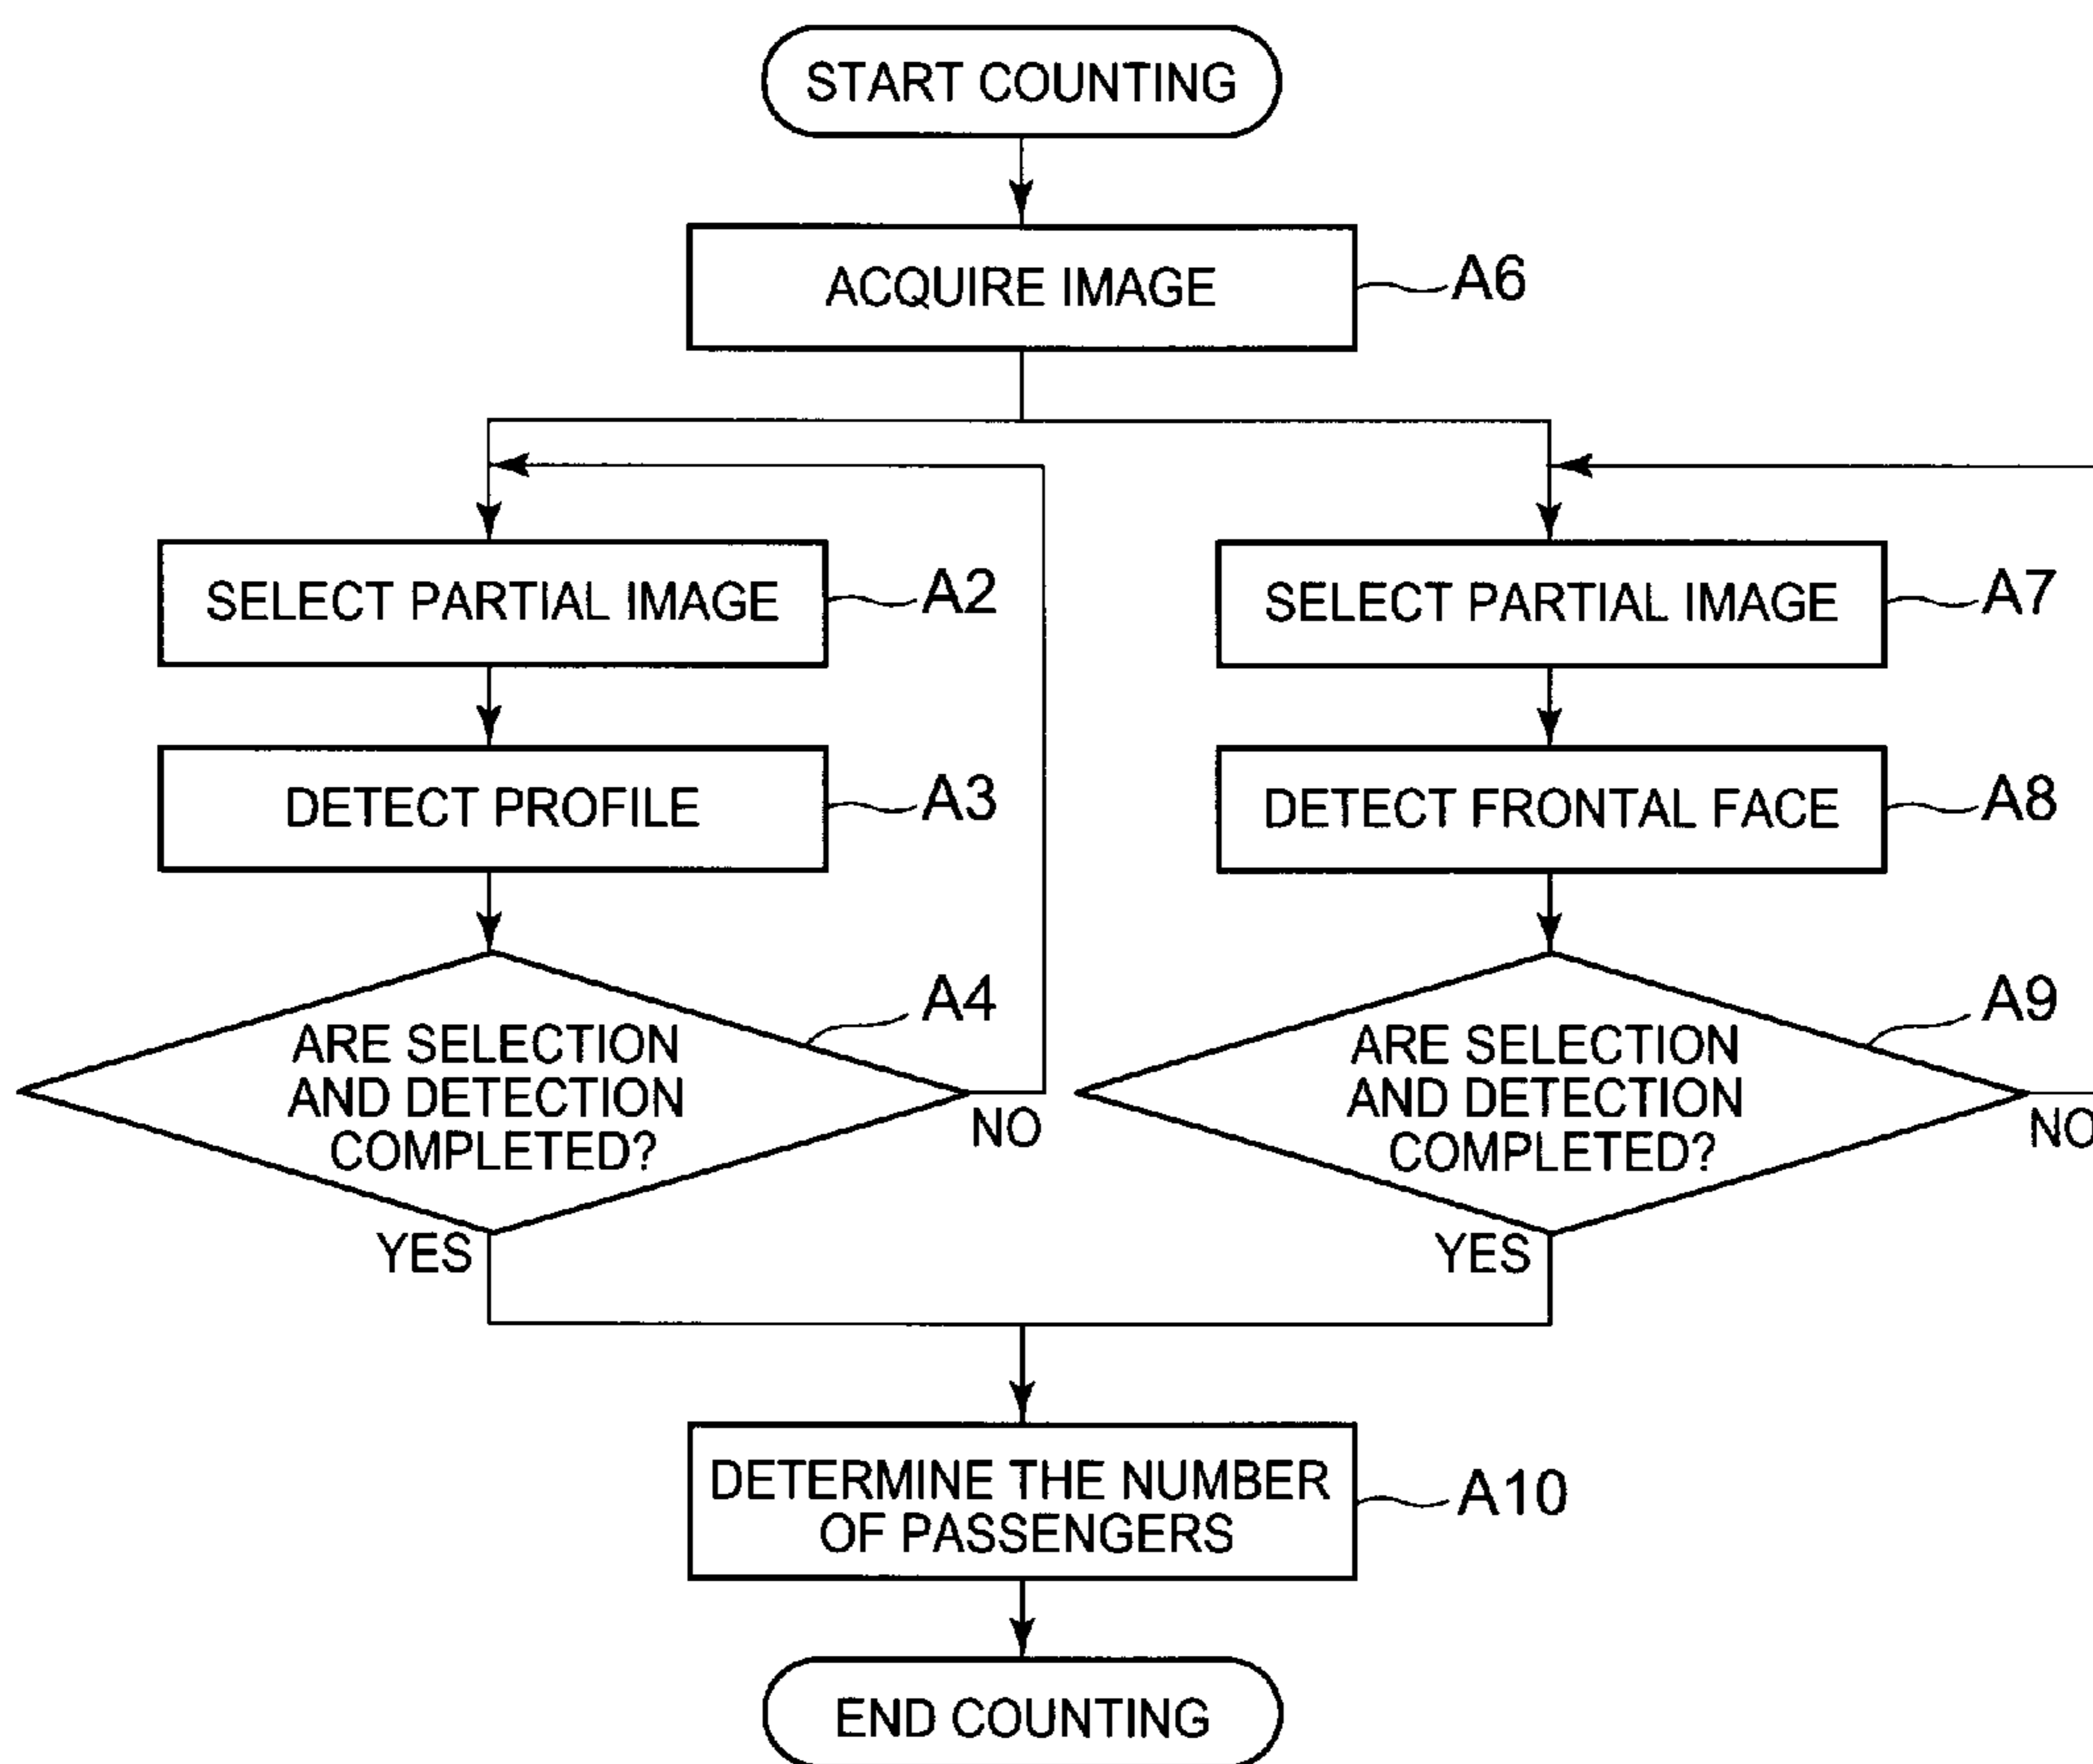 START COUNTING
ACQUIRE IMAGE
A6
SELECT PARTIAL IMAGE
A2
SELECT PARTIAL IMAGE
A7
DETECT PROFILE
A3
DETECT FRONTAL FACE
A8
ARE SELECTION
AND DETECTION
COMPLETED?
A4
NO
YES
ARE SELECTION
AND DETECTION
COMPLETED?
A9
NO
YES
DETERMINE THE NUMBER
OF PASSENGERS
A10
END COUNTING